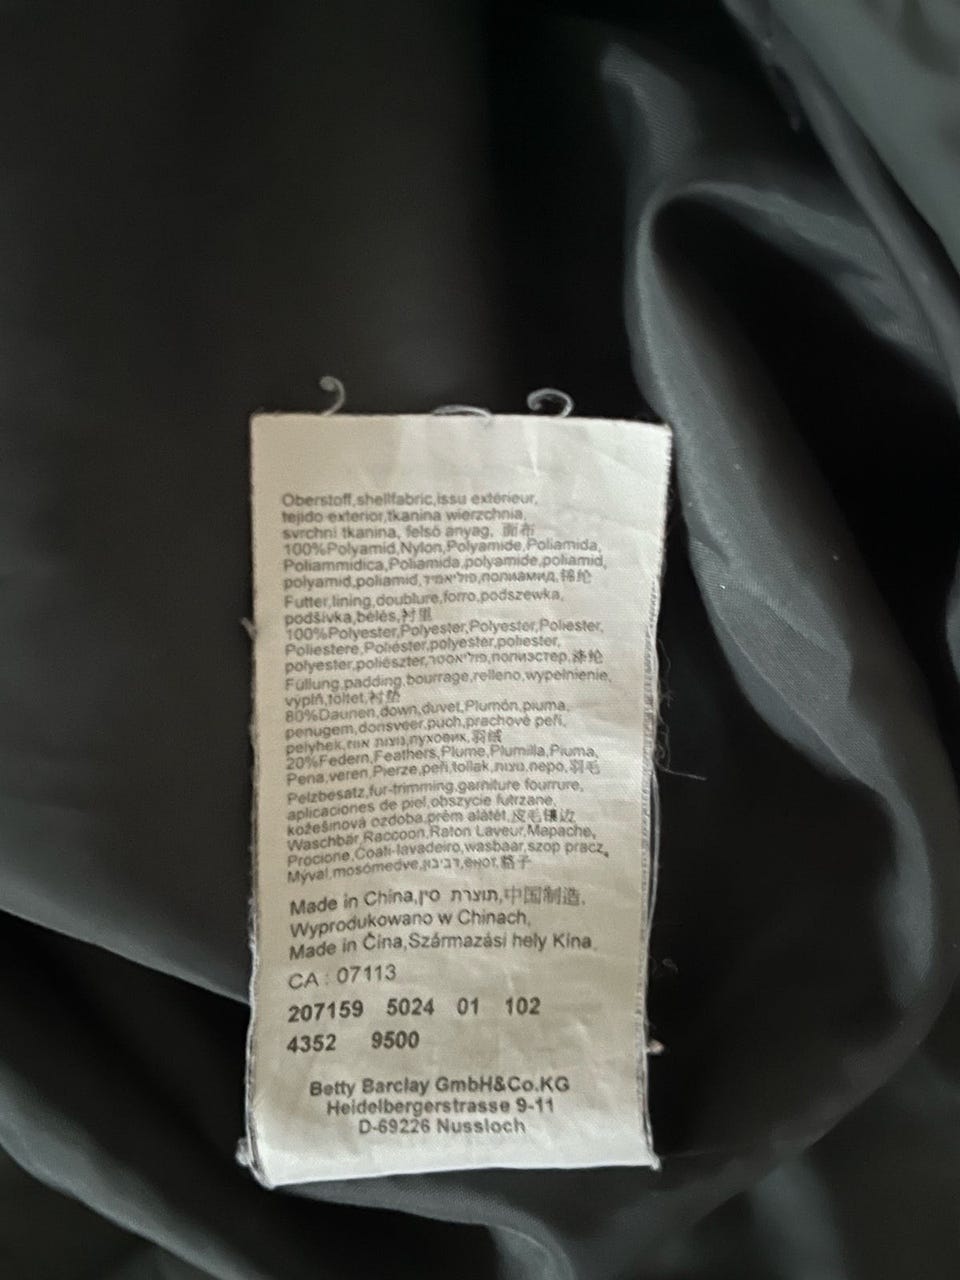 Oberstoff,shellfabric,issu extérieur,
tejido exterior,tkanina wierzchnia,
svrchni tkanina, felső anyag, 面布
100%Polyamid,Nylon,Polyamide,Poliamida,
Poliammidica,Poliamida,polyamide,poliamid,
polyamid,poliamid,פוליאמיד,полиамид,锦纶
Futter,lining,doublure,forro,podszewka,
podšívka,bélés,衬里
100%Polyester,Polyester,Polyester,Poliester,
Poliestere,Poliéster,polyester,poliester,
polyester,poliészter,פוליאסטר,полиэстер,涤纶
Füllung,padding,bourrage,relleno,wypełnienie,
výplň,töltet,衬垫
80%Daunen,down,duvet,Plumón,piuma,
penugem,donsveer,puch,prachové peří,
pelyhek,נוצות אווז,пуховик,羽绒
20%Federn,Feathers,Plume,Plumilla,Piuma,
Pena,veren,Pierze,peří,tollak,נוצות,перо,羽毛
Pelzbesatz,fur-trimming,garniture fourrure,
aplicaciones de piel,obszycie futrzane,
kožešinová ozdoba,prém alátét,皮毛镶边
Waschbär,Raccoon,Raton Laveur,Mapache,
Procione,Coati-lavadeiro,wasbaar,szop pracz,
Mýval,mosómedve,דביבון,енот,貉子
Made in China,תוצרת סין,中国制造,
Wyprodukowano w Chinach,
Made in Čina,Származási hely Kína
CA : 07113
207159 5024 01 102
4352 9500
Betty Barclay GmbH&Co.KG
Heidelbergerstrasse 9-11
D-69226 Nussloch